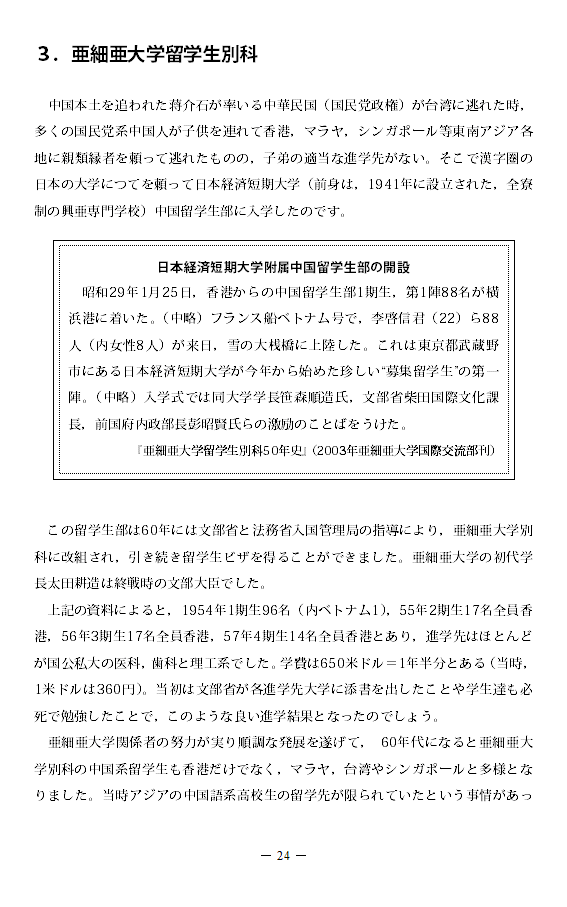 ３．亜細亜大学留学生別科
中国本土を追われた蒋介石が率いる中華民国（国民党政権）が台湾に逃れた時，
多くの国民党系中国人が子供を連れて香港，マラヤ，シンガポール等東南アジア各
地に親類縁者を頼って逃れたものの，子弟の適当な進学先がない。そこで漢字圏の
日本の大学につてを頼って日本経済短期大学（前身は，1941年に設立された，全寮
制の興亜専門学校）中国留学生部に入学したのです。
日本経済短期大学附属中国留学生部の開設
昭和29年1月25日，香港からの中国留学生部1期生，第1陣88名が横
浜港に着いた。（中略）フランス船ベトナム号で，李啓信君（22）ら88
人（内女性8人）が来日，雪の大桟橋に上陸した。これは東京都武蔵野
市にある日本経済短期大学が今年から始めた珍しい“募集留学生”の第一
陣。（中略）入学式では同大学学長笹森順造氏，文部省柴田国際文化課
長，前国府内政部長彭昭賢氏らの激励のことばをうけた。
『亜細亜大学留学生別科50年史』（2003年亜細亜大学国際交流部刊）
この留学生部は60年には文部省と法務省入国管理局の指導により，亜細亜大学別
科に改組され，引き続き留学生ビザを得ることができました。亜細亜大学の初代学
長太田耕造は終戦時の文部大臣でした。
上記の資料によると，1954年1期生96名（内ベトナム1），55年2期生17名全員香
港，56年3期生17名全員香港，57年4期生14名全員香港とあり，進学先はほとんど
が国公私大の医科，歯科と理工系でした。学費は650米ドル＝1年半分とある（当時，
1米ドルは360円）。当初は文部省が各進学先大学に添書を出したことや学生達も必
死で勉強したことで，このような良い進学結果となったのでしょう。
亜細亜大学関係者の努力が実り順調な発展を遂げて，　60年代になると亜細亜大
学別科の中国系留学生も香港だけでなく，マラヤ，台湾やシンガポールと多様とな
りました。当時アジアの中国語系高校生の留学先が限られていたという事情があっ
― 24 ―